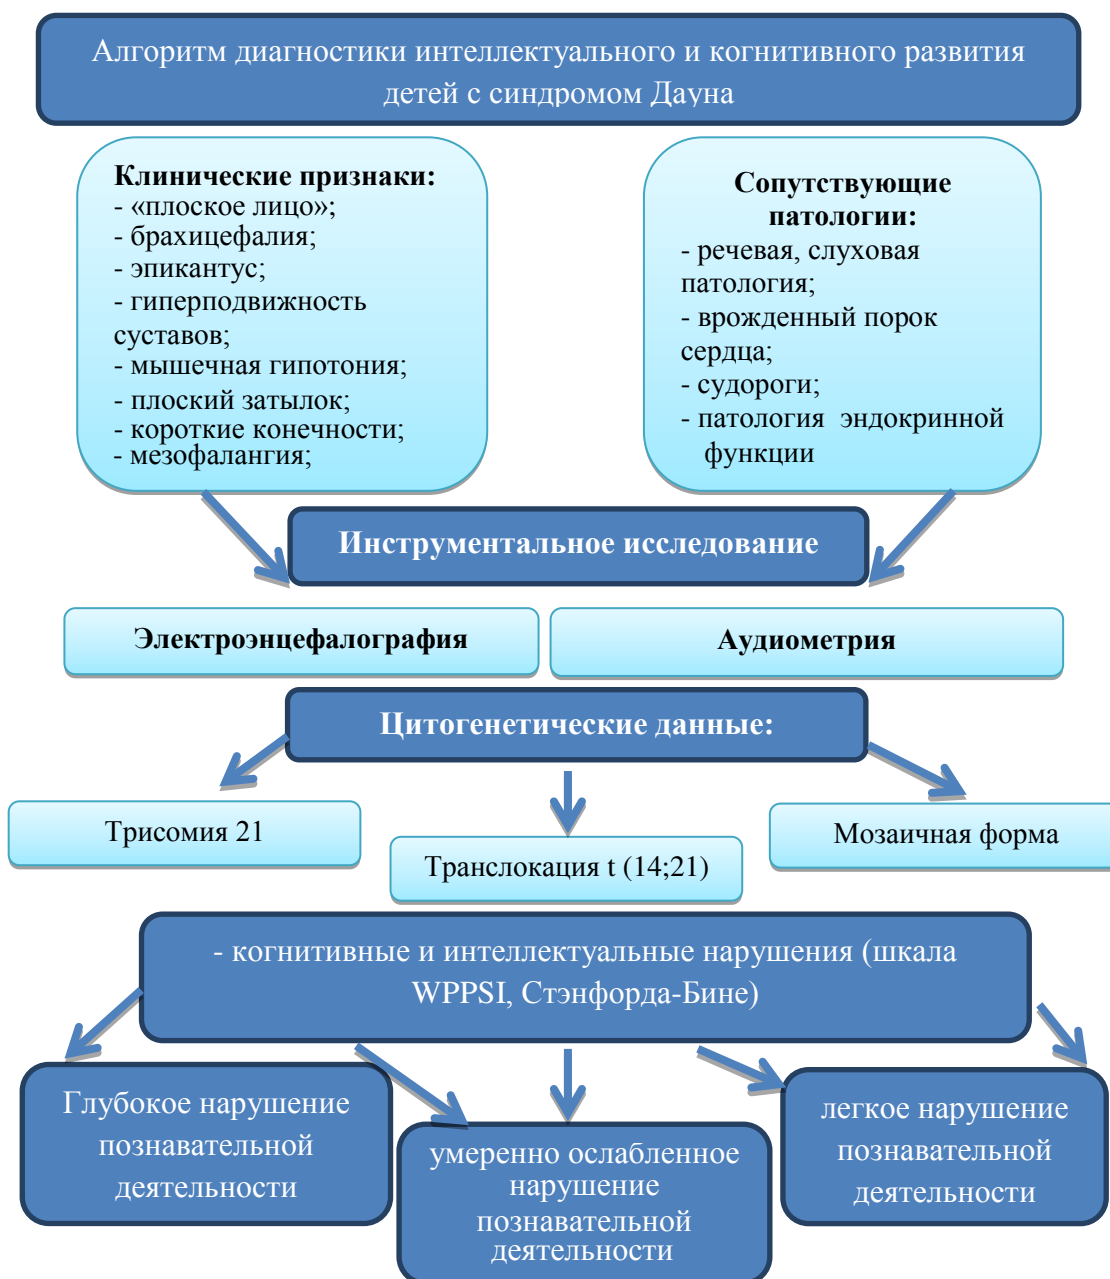 Алгоритм диагностики интеллектуального и когнитивного развития
детей с синдромом Дауна
Клинические признаки:
- «плоское лицо»;
- брахицефалия;
- эпикантус;
- гиперподвижность
суставов;
- мышечная гипотония;
- плоский затылок;
- короткие конечности;
- мезофалангия;
Сопутствующие
патологии:
- речевая, слуховая
патология;
- врожденный порок
сердца;
- судороги;
- патология эндокринной
функции
Инструментальное исследование
Электроэнцефалография
Аудиометрия
Цитогенетические данные:
Трисомия 21
Транслокация t (14;21)
Мозаичная форма
- когнитивные и интеллектуальные нарушения (шкала
WPPSI, Стэнфорда-Бине)
Глубокое нарушение
познавательной
деятельности
умеренно ослабленное
нарушение
познавательной
деятельности
легкое нарушение
познавательной
деятельности